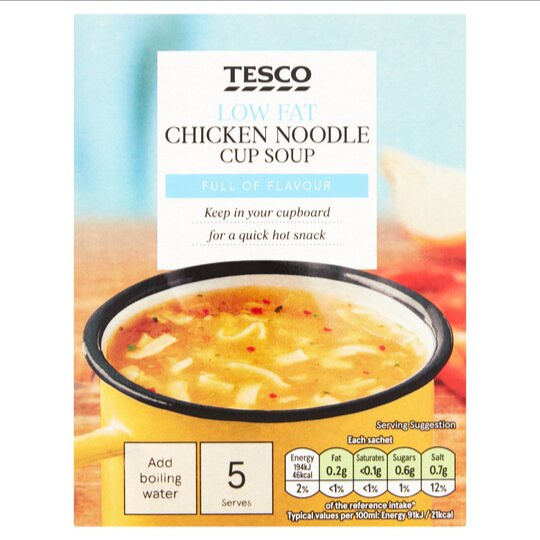 TESCO
LOW FAT
CHICKEN NOODLE
CUP SOUP
FULL OF FLAVOUR
Keep in your cupboard
for a quick hot snack
Serving Suggestion
Each sachet
Add
boiling
water
5
Serves
Energy
194kJ
46kcal
2%
Fat
0.2g
<1%
Saturates
<0.1g
<1%
Sugars
0.6g
1%
Salt
0.7g
12%
of the reference intake*
Typical values per 100ml: Energy 91kJ / 21kcal